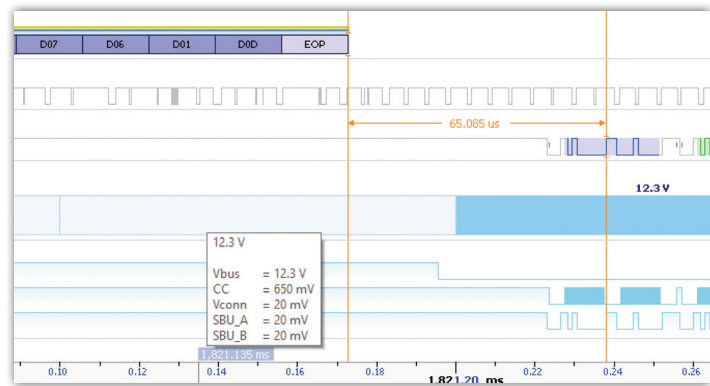 D07 D06 D01 D0D EOP
65.085 us
12.3 V
12.3 V
Vbus = 12.3 V
CC = 650 mV
Vconn = 20 mV
SBU_A = 20 mV
SBU_B = 20 mV
1,821.135 ms
0.10 0.12 0.14 0.16 0.18 1,821.20 ms 0.22 0.24 0.26